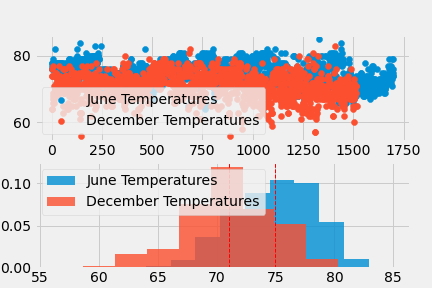 80
60
June Temperatures
December Temperatures
0 250 500 750 1000 1250 1500 1750
0.10
0.05
0.00
June Temperatures
December Temperatures
55 60 65 70 75 80 85